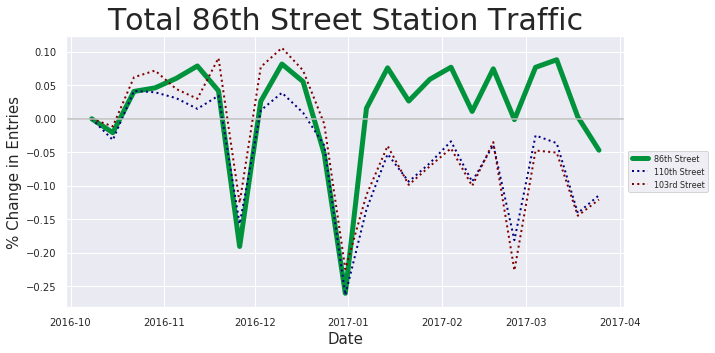 Total 86th Street Station Traffic
% Change in Entries
0.10
0.05
0.00
−0.05
−0.10
−0.15
−0.20
−0.25
86th Street
110th Street
103rd Street
2016-10 2016-11 2016-12 2017-01 2017-02 2017-03 2017-04
Date